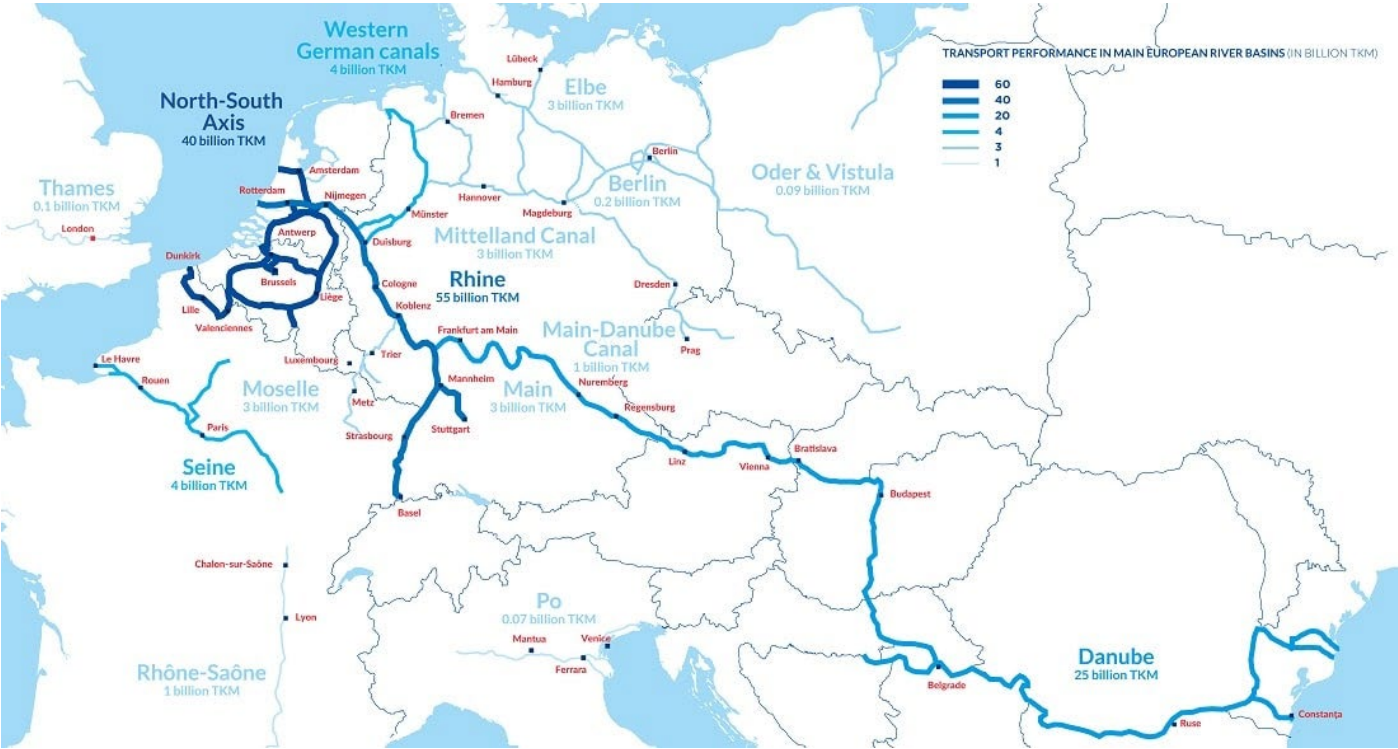 Western
German canals
4 billion TKM
TRANSPORT PERFORMANCE IN MAIN EUROPEAN RIVER BASINS (IN BILLION TKM)
60
40
20
4
3
1
Lübeck
Hamburg
Elbe
3 billion TKM
North-South
Axis
40 billion TKM
Bremen
Amsterdam
Berlin
Oder & Vistula
0.09 billion TKM
Thames
0.1 billion TKM
London
Rotterdam
Nijmegen
Hannover
Berlin
0.2 billion TKM
Magdeburg
Münster
Antwerp
Duisburg
Mittelland Canal
3 billion TKM
Dunkirk
Brussels
Cologne
Rhine
55 billion TKM
Dresden
Liège
Lille
Koblenz
Valenciennes
Frankfurt am Main
Main-Danube
Canal
1 billion TKM
Prag
Le Havre
Luxembourg
Trier
Rouen
Moselle
3 billion TKM
Mannheim
Main
3 billion TKM
Nuremberg
Metz
Regensburg
Paris
Strasbourg
Stuttgart
Seine
4 billion TKM
Linz
Vienna
Bratislava
Budapest
Basel
Chalon-sur-Saône
Po
0.07 billion TKM
Lyon
Mantua
Venice
Ferrara
Rhône-Saône
1 billion TKM
Danube
25 billion TKM
Belgrade
Ruse
Constanța